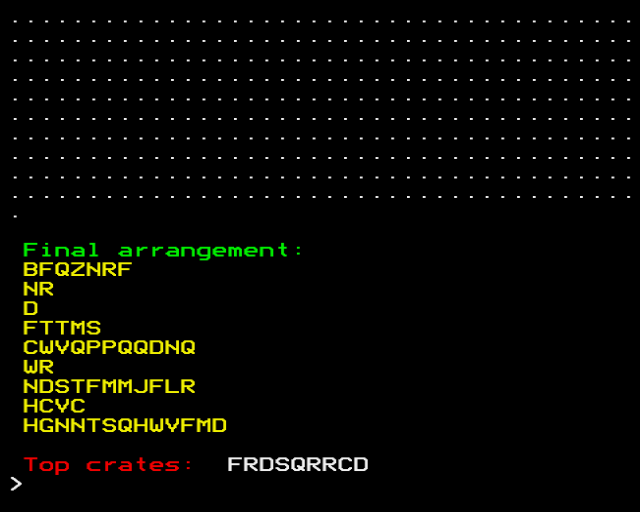 . . . . . . . . . . . . . . . . . . . . . . . . . . . . . . . . . . . . . . . .
. . . . . . . . . . . . . . . . . . . . . . . . . . . . . . . . . . . . . . . .
. . . . . . . . . . . . . . . . . . . . . . . . . . . . . . . . . . . . . . . .
. . . . . . . . . . . . . . . . . . . . . . . . . . . . . . . . . . . . . . . .
. . . . . . . . . . . . . . . . . . . . . . . . . . . . . . . . . . . . . . . .
. . . . . . . . . . . . . . . . . . . . . . . . . . . . . . . . . . . . . . . .
. . . . . . . . . . . . . . . . . . . . . . . . . . . . . . . . . . . . . . . .
. . . . . . . . . . . . . . . . . . . . . . . . . . . . . . . . . . . . . . . .
. . . . . . . . . . . . . . . . . . . . . . . . . . . . . . . . . . . . . . . .
. . . . . . . . . . . . . . . . . . . . . . . . . . . . . . . . . . . . . . . .
.
Final arrangement:
BFQZNRF
NR
D
FTTMS
CWVQPPQQDNQ
WR
NDSTFMMJFLR
HCVC
HGNNTSQHWVFMD
Top crates: FRDSQRRCD
>